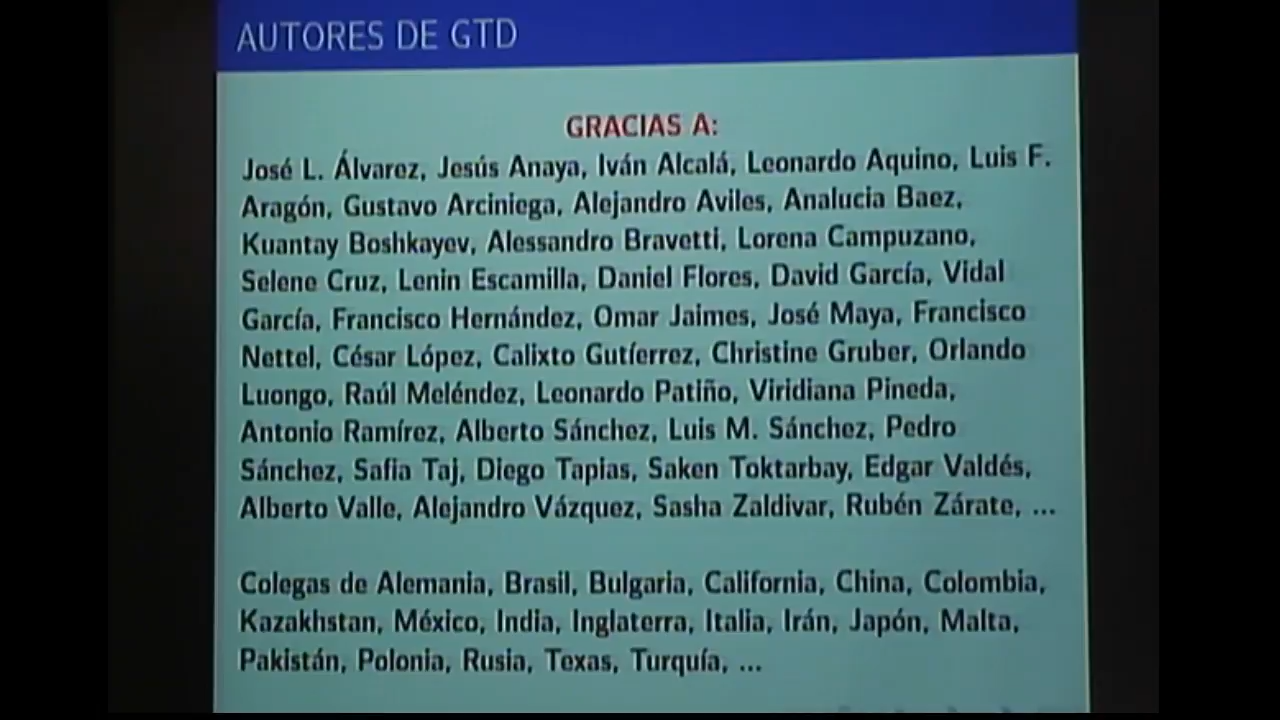 AUTORES DE GTD
GRACIAS A:
José L. Álvarez, Jesús Anaya, Iván Alcalá, Leonardo Aquino, Luis F.
Aragón, Gustavo Arciniega, Alejandro Aviles, Analucia Baez,
Kuantay Boshkayev, Alessandro Bravetti, Lorena Campuzano,
Selene Cruz, Lenin Escamilla, Daniel Flores, David García, Vidal
García, Francisco Hernández, Omar Jaimes, José Maya, Francisco
Nettel, César López, Calixto Gutíerrez, Christine Gruber, Orlando
Luongo, Raúl Meléndez, Leonardo Patiño, Viridiana Pineda,
Antonio Ramírez, Alberto Sánchez, Luis M. Sánchez, Pedro
Sánchez, Safia Taj, Diego Tapias, Saken Toktarbay, Edgar Valdés,
Alberto Valle, Alejandro Vázquez, Sasha Zaldivar, Rubén Zárate, ...
Colegas de Alemania, Brasil, Bulgaria, California, China, Colombia,
Kazakhstan, México, India, Inglaterra, Italia, Irán, Japón, Malta,
Pakistán, Polonia, Rusia, Texas, Turquía, ...